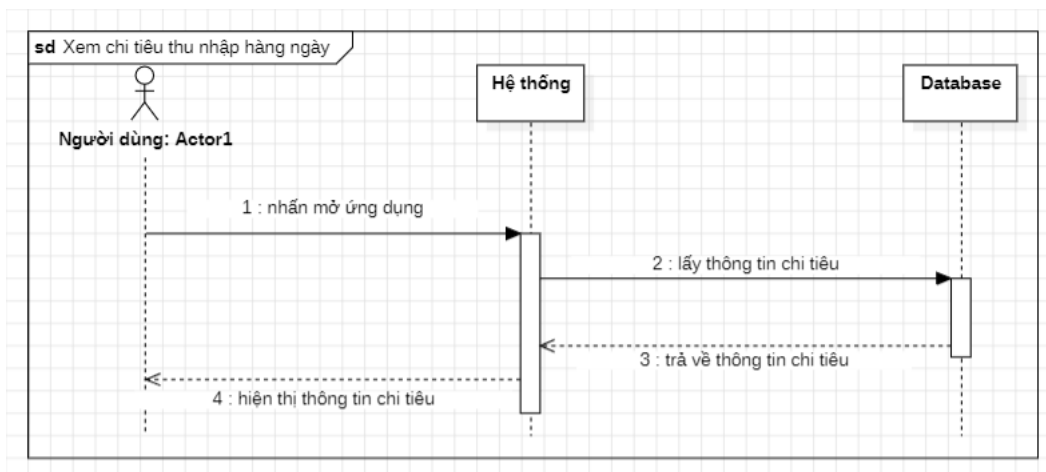 sd Xem chi tiêu thu nhập hàng ngày
Hệ thống
Database
Người dùng: Actor1
1 : nhấn mở ứng dụng
2 : lấy thông tin chi tiêu
3 : trả về thông tin chi tiêu
4 : hiện thị thông tin chi tiêu